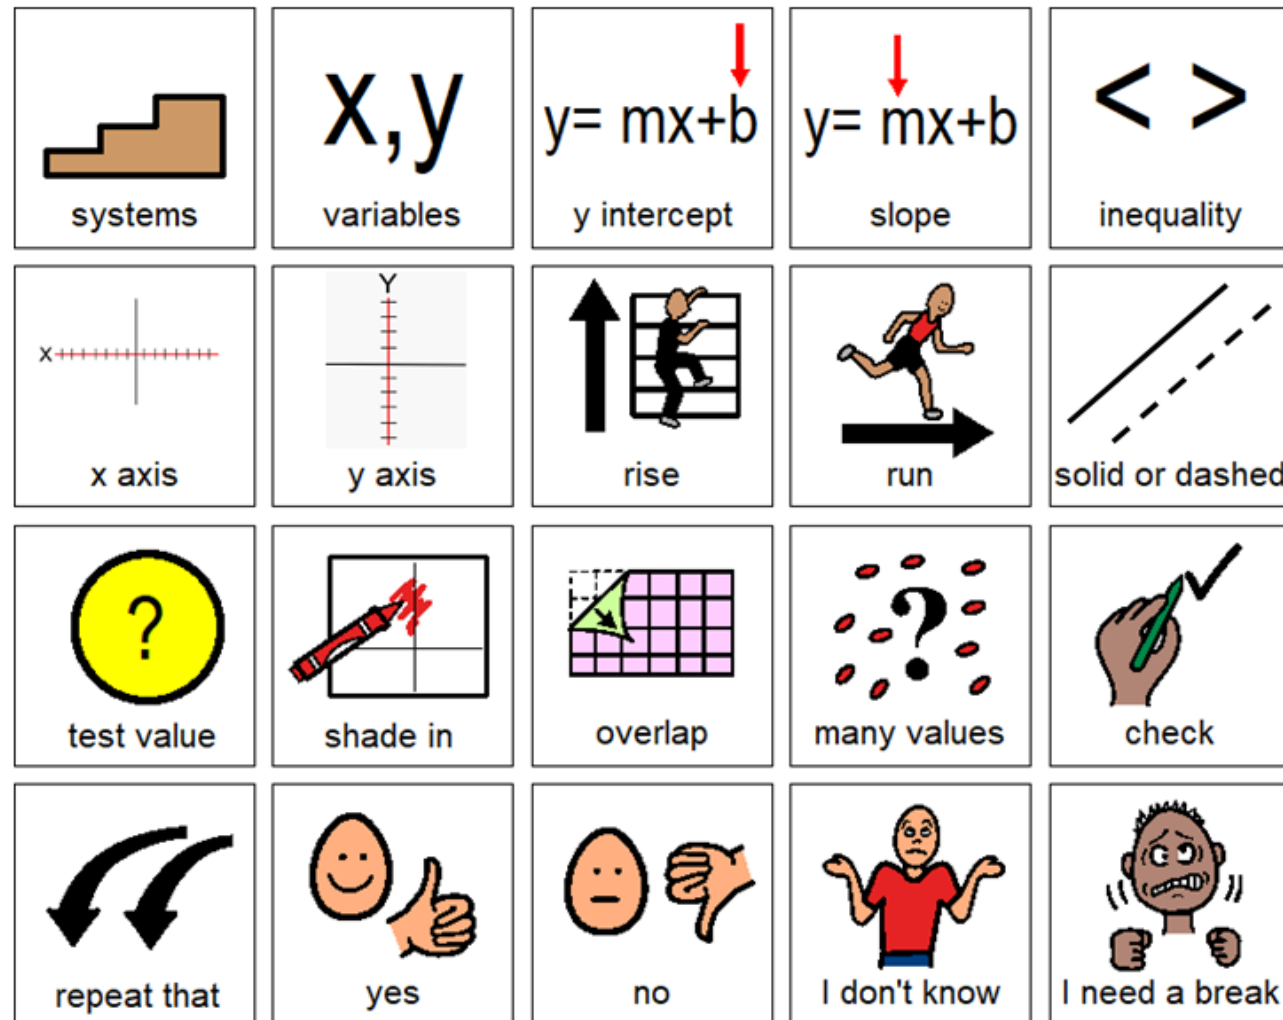 x,y
y= mx+b
y= mx+b
< >
systems
variables
y intercept
slope
inequality
x
Y
x axis
y axis
rise
run
solid or dashed
?
?
test value
shade in
overlap
many values
check
repeat that
yes
no
I don't know
I need a break